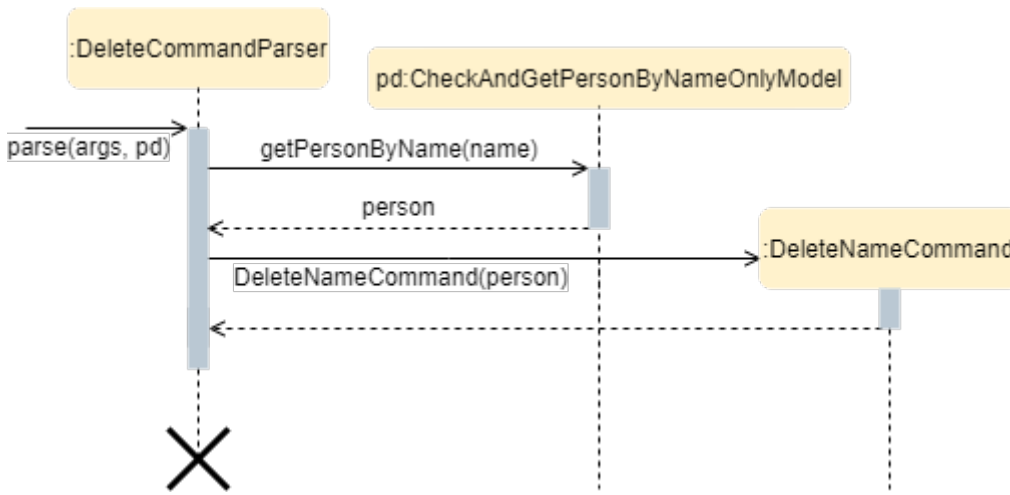 :DeleteCommandParser
pd:CheckAndGetPersonByNameOnlyModel
parse(args, pd)
getPersonByName(name)
person
:DeleteNameCommand
DeleteNameCommand(person)